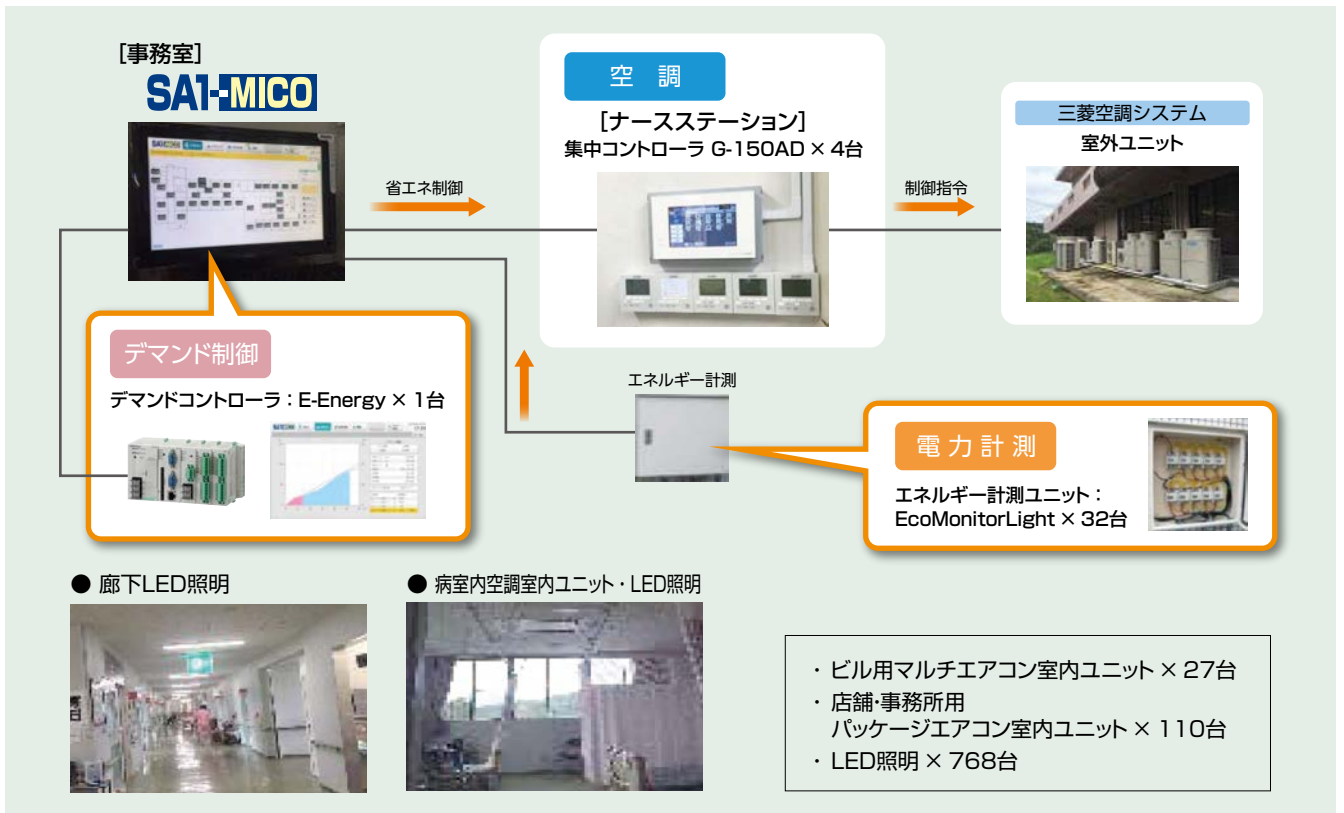 [事務室]
SA1-MICO
省エネ制御
空 調
[ナースステーション]
集中コントローラ G-150AD × 4台
制御指令
三菱空調システム
室外ユニット
デマンド制御
デマンドコントローラ：E-Energy × 1台
エネルギー計測
電力計測
エネルギー計測ユニット：
EcoMonitorLight × 32台
● 廊下LED照明
● 病室内空調室内ユニット・LED照明
・ ビル用マルチエアコン室内ユニット × 27台
・ 店舗・事務所用
パッケージエアコン室内ユニット × 110台
・ LED照明 × 768台